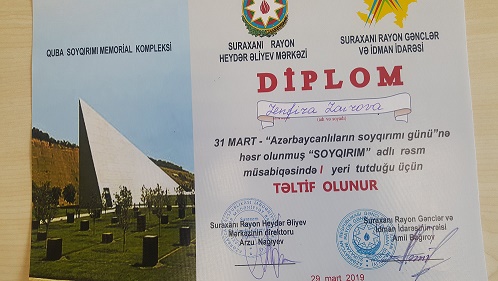 QUBA SOYQIRIMI MEMORIAL KOMPLEKSİ
SURAXANI RAYON
HEYDƏR ƏLİYEV MƏRKƏZİ
SURAXANI RAYON GƏNCLƏR
VƏ İDMAN İDARƏSİ
DİPLOM
Zenfira Zairova
31 MART - "Azərbaycanlıların soyqırımı günü"nə
həsr olunmuş "SOYQIRIM" adlı rəsm
müsabiqəsində I yeri tutduğu üçün
TƏLTİF OLUNUR
Suraxanı Rayon Heydər Əliyev
Mərkəzinin direktoru
Arzu Nağıyev
Suraxanı Rayon Gənclər və
İdman İdarəsinin rəisi
Amil Bağırov
29 mart 2019